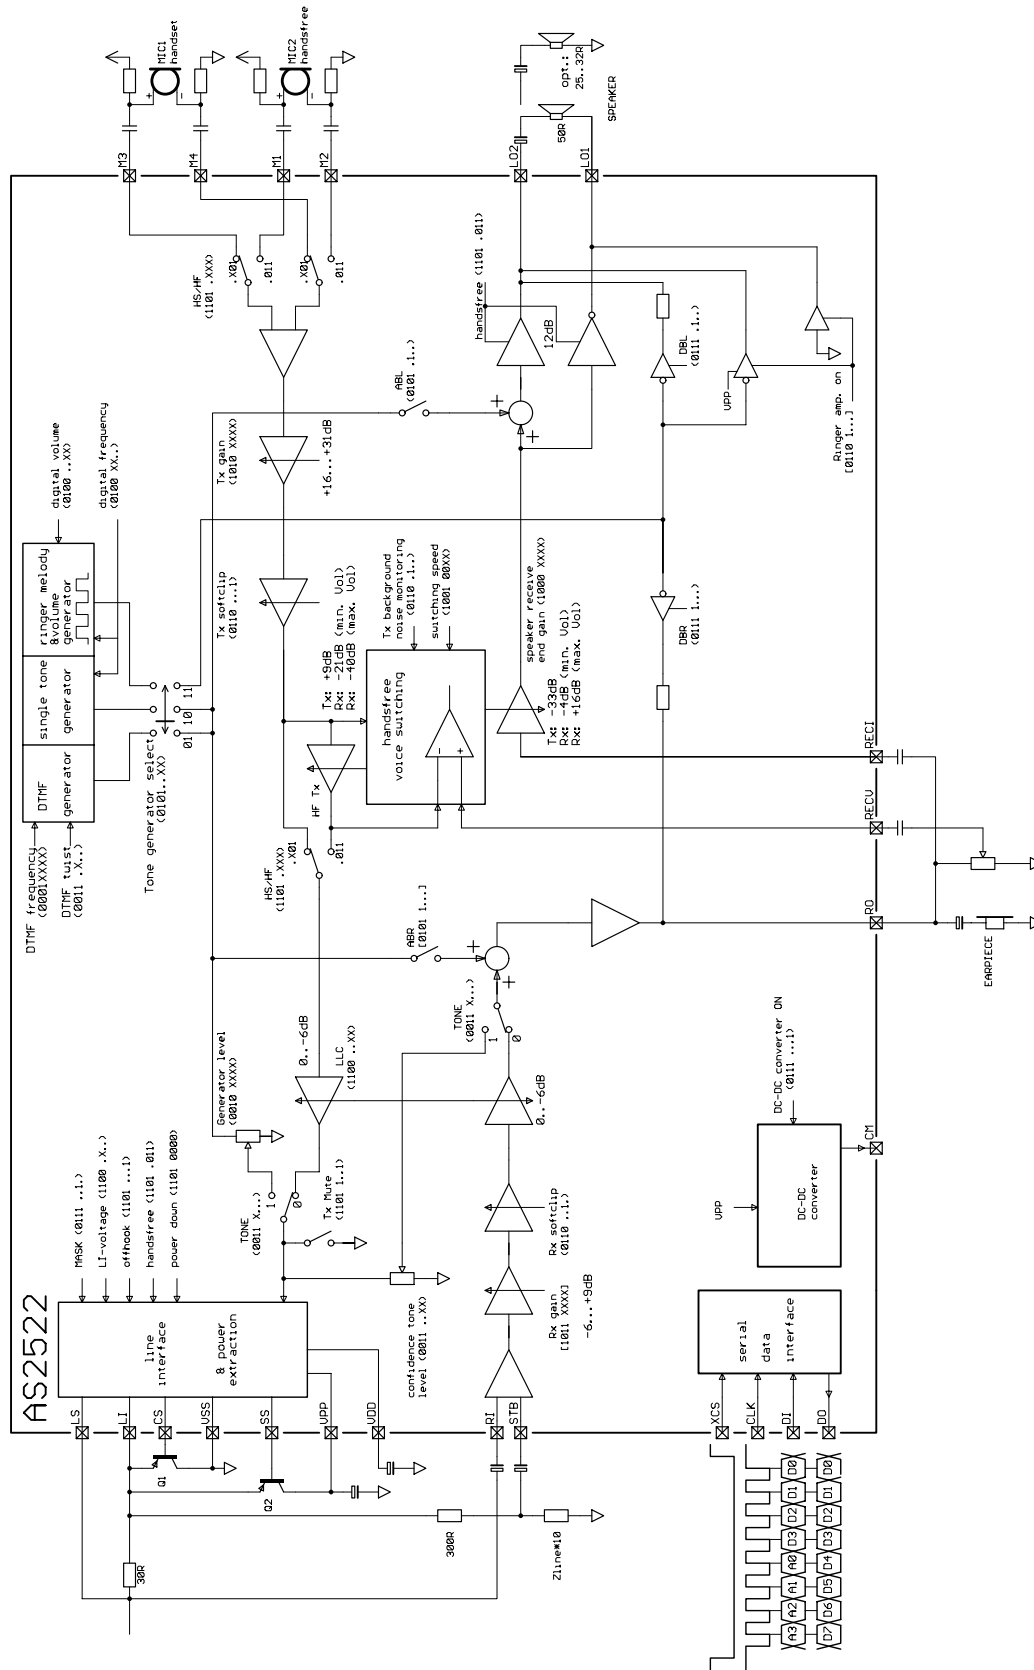 AS2522
LS
LI
CS
VSS
SS
VPP
VDD
RI
STB
XCS
CLK
DI
DO
30R
300R
Zline*10
Q1
Q2
line
interface
& power
extraction
MASK (0111 ..1.)
LI-voltage (1100 .X..)
offhook (1101 ...1)
handsfree (1101 .011)
power down (1101 0000)
TONE
(0011 X...)
1
0
Tx Mute
(1101 1..1)
Generator level
(0010 XXXX)
confidence tone
level (0011 ..XX)
Rx gain
[1011 XXXX]
-6...+9dB
Rx softclip
(0110 ..1.)
0..-6dB
LLC
(1100 ..XX)
0..-6dB
TONE
(0011 X...)
1
0
ABR
[0101 1...]
+
+
HS/HF
(1101 .XXX)
.X01
.011
HF Tx
handsfree
voice switching
-
+
Tx: +9dB
Rx: -21dB (min. Vol)
Rx: -40dB (max. Vol)
Tx background
noise monitoring
(0110 .1..)
switching speed
(1001 00XX)
speaker receive
end gain (1000 XXXX)
Tx: -33dB
Rx: -4dB (min. Vol)
Rx: +16dB (max. Vol)
Tx softclip
(0110 ...1)
Tx gain
(1010 XXXX)
+16...+31dB
ABL
(0101 .1..)
+
+
HS/HF
(1101 .XXX)
.X01
.011
.X01
.011
M3
M4
M1
M2
MIC1
handset
+
-
MIC2
handsfree
+
-
handsfree (1101 .011)
12dB
LO2
LO1
50R
opt.:
25..32R
SPEAKER
DBL
(0111 .1..)
VPP
Ringer amp. on
[0110 1...]
DBR
(0111 1...)
DTMF
generator
single tone
generator
ringer melody
&volume
generator
DTMF frequency
(0001XXXX)
DTMF twist
(0011 .X..)
Tone generator select
(0101..XX)
01
10
11
digital volume
(0100 ..XX)
digital frequency
(0100 XX..)
RECI
RECV
RO
EARPIECE
CM
VPP
DC-DC
converter
DC-DC converter ON
(0111 ...1)
serial
data
interface
A3 A2 A1 A0 D3 D2 D1 D0
D7 D6 D5 D4 D3 D2 D1 D0